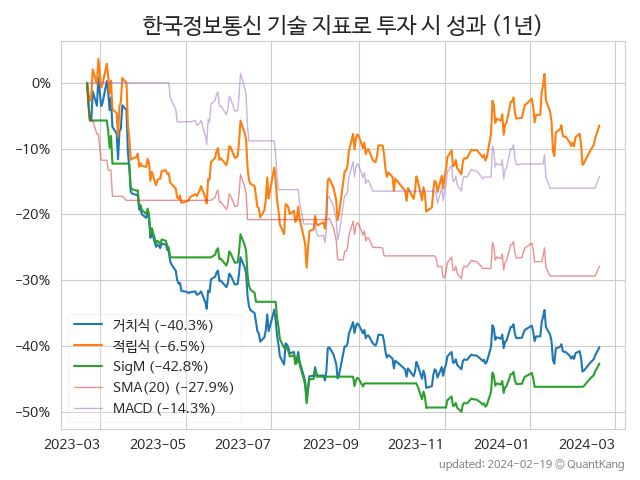 한국정보통신 기술 지표로 투자 시 성과 (1년)
0%
−10%
−20%
−30%
−40%
−50%
거치식 (−40.3%)
적립식 (−6.5%)
SigM (−42.8%)
SMA(20) (−27.9%)
MACD (−14.3%)
2023-03 2023-05 2023-07 2023-09 2023-11 2024-01 2024-03
updated: 2024-02-19 ⓒ QuantKang